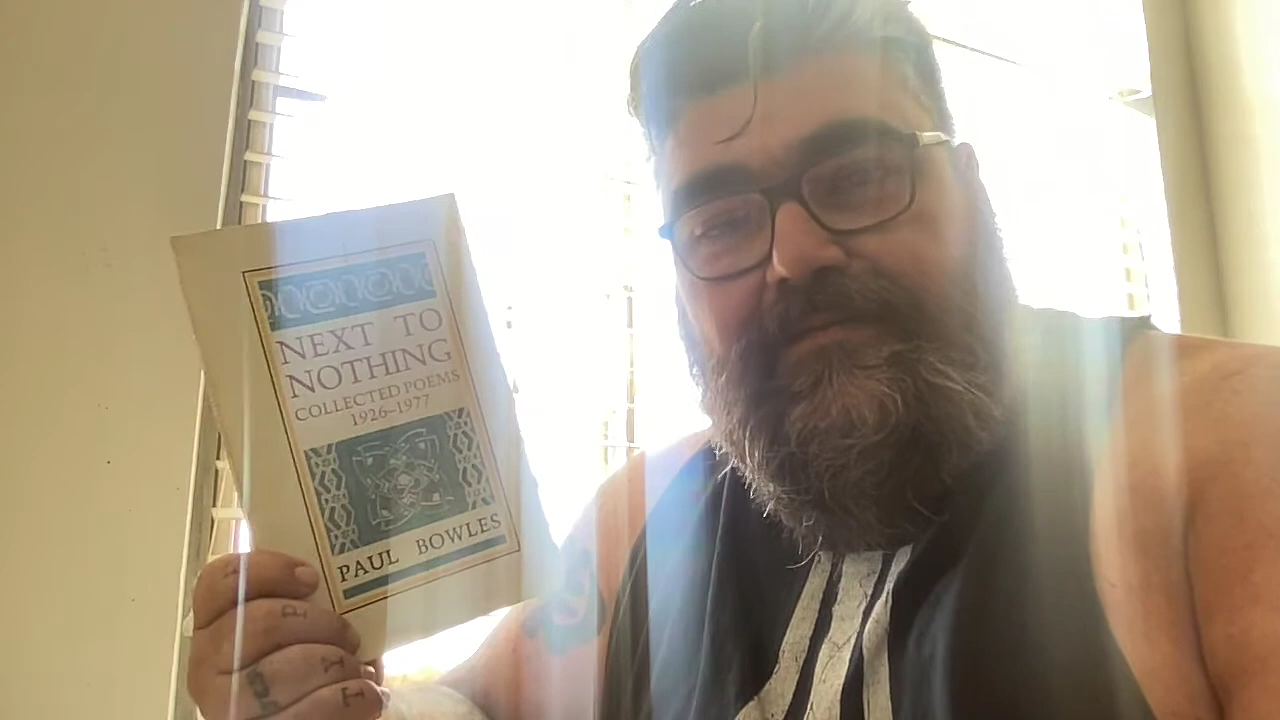 NEXT TO
NOTHING
COLLECTED POEMS
1926–1977
PAUL BOWLES
P
Y
T